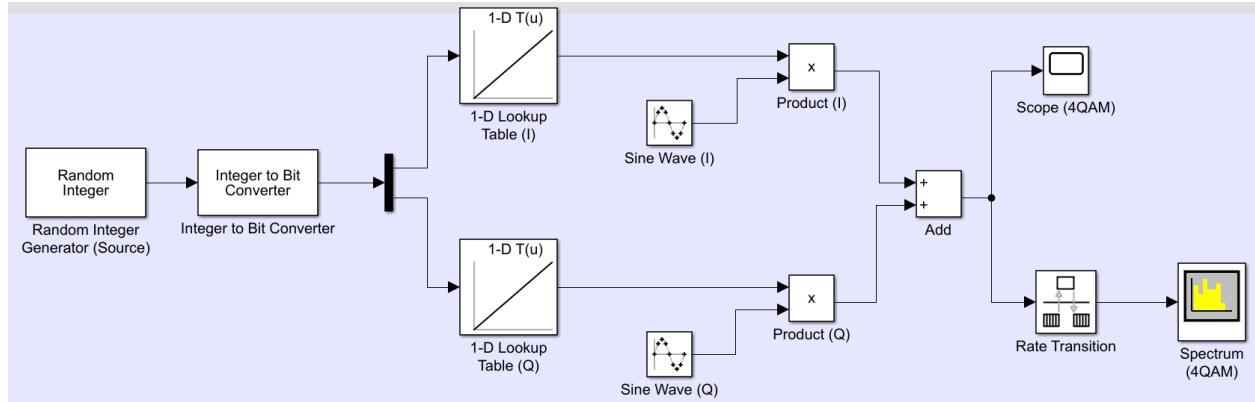 1-D T(u)
1-D Lookup
Table (I)
x
Product (I)
Sine Wave (I)
Scope (4QAM)
Random
Integer
Random Integer
Generator (Source)
Integer to Bit
Converter
Integer to Bit Converter
+
+
Add
1-D T(u)
1-D Lookup
Table (Q)
x
Product (Q)
Sine Wave (Q)
Rate Transition
Spectrum
(4QAM)